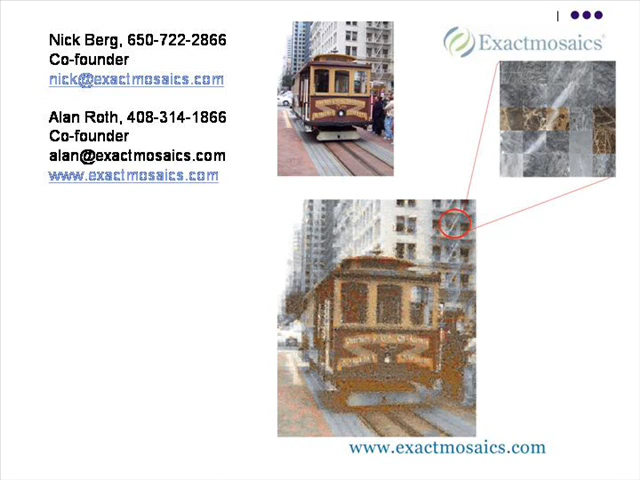 Nick Berg, 650-722-2866
Co-founder
nick@exactmosaics.com
Alan Roth, 408-314-1866
Co-founder
alan@exactmosaics.com
www.exactmosaics.com
Exactmosaics
www.exactmosaics.com